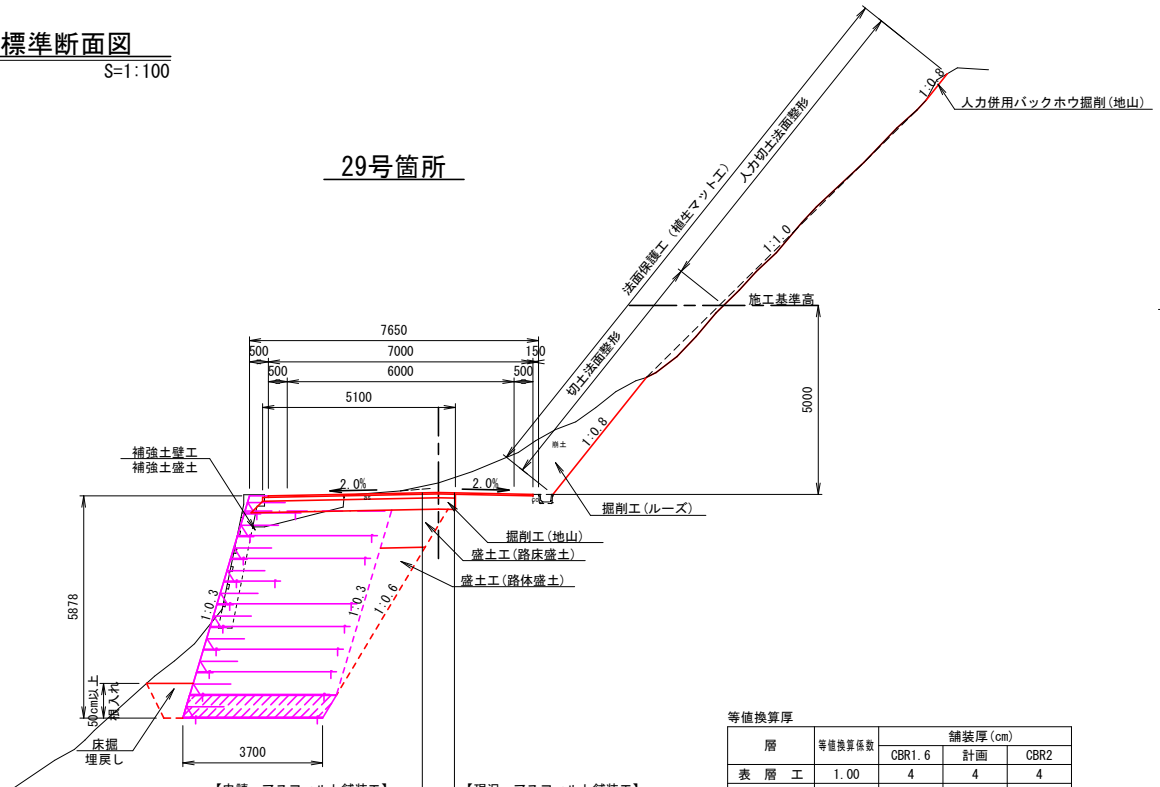 標準断面図
S=1:100
29号箇所
1:0.8
人力併用バックホウ掘削(地山)
人力切土法面整形
法面保護工（植生マット工）
1:1.0
施工基準高
切土法面整形
5000
7650
500 7000 150
500 6000 500
5100
補強土壁工
補強土盛土
崩土
1:0.8
2.0% 2.0%
掘削工(ルーズ)
掘削工(地山)
盛土工(路床盛土)
盛土工(路体盛土)
5878
1:0.3
1:0.3
1:0.6
50cm以上
根入れ
床掘
埋戻し
3700
等値換算厚
層 等値換算係数 舗装厚(cm)
CBR1.6 計画 CBR2
表 層 工 1.00 4 4 4